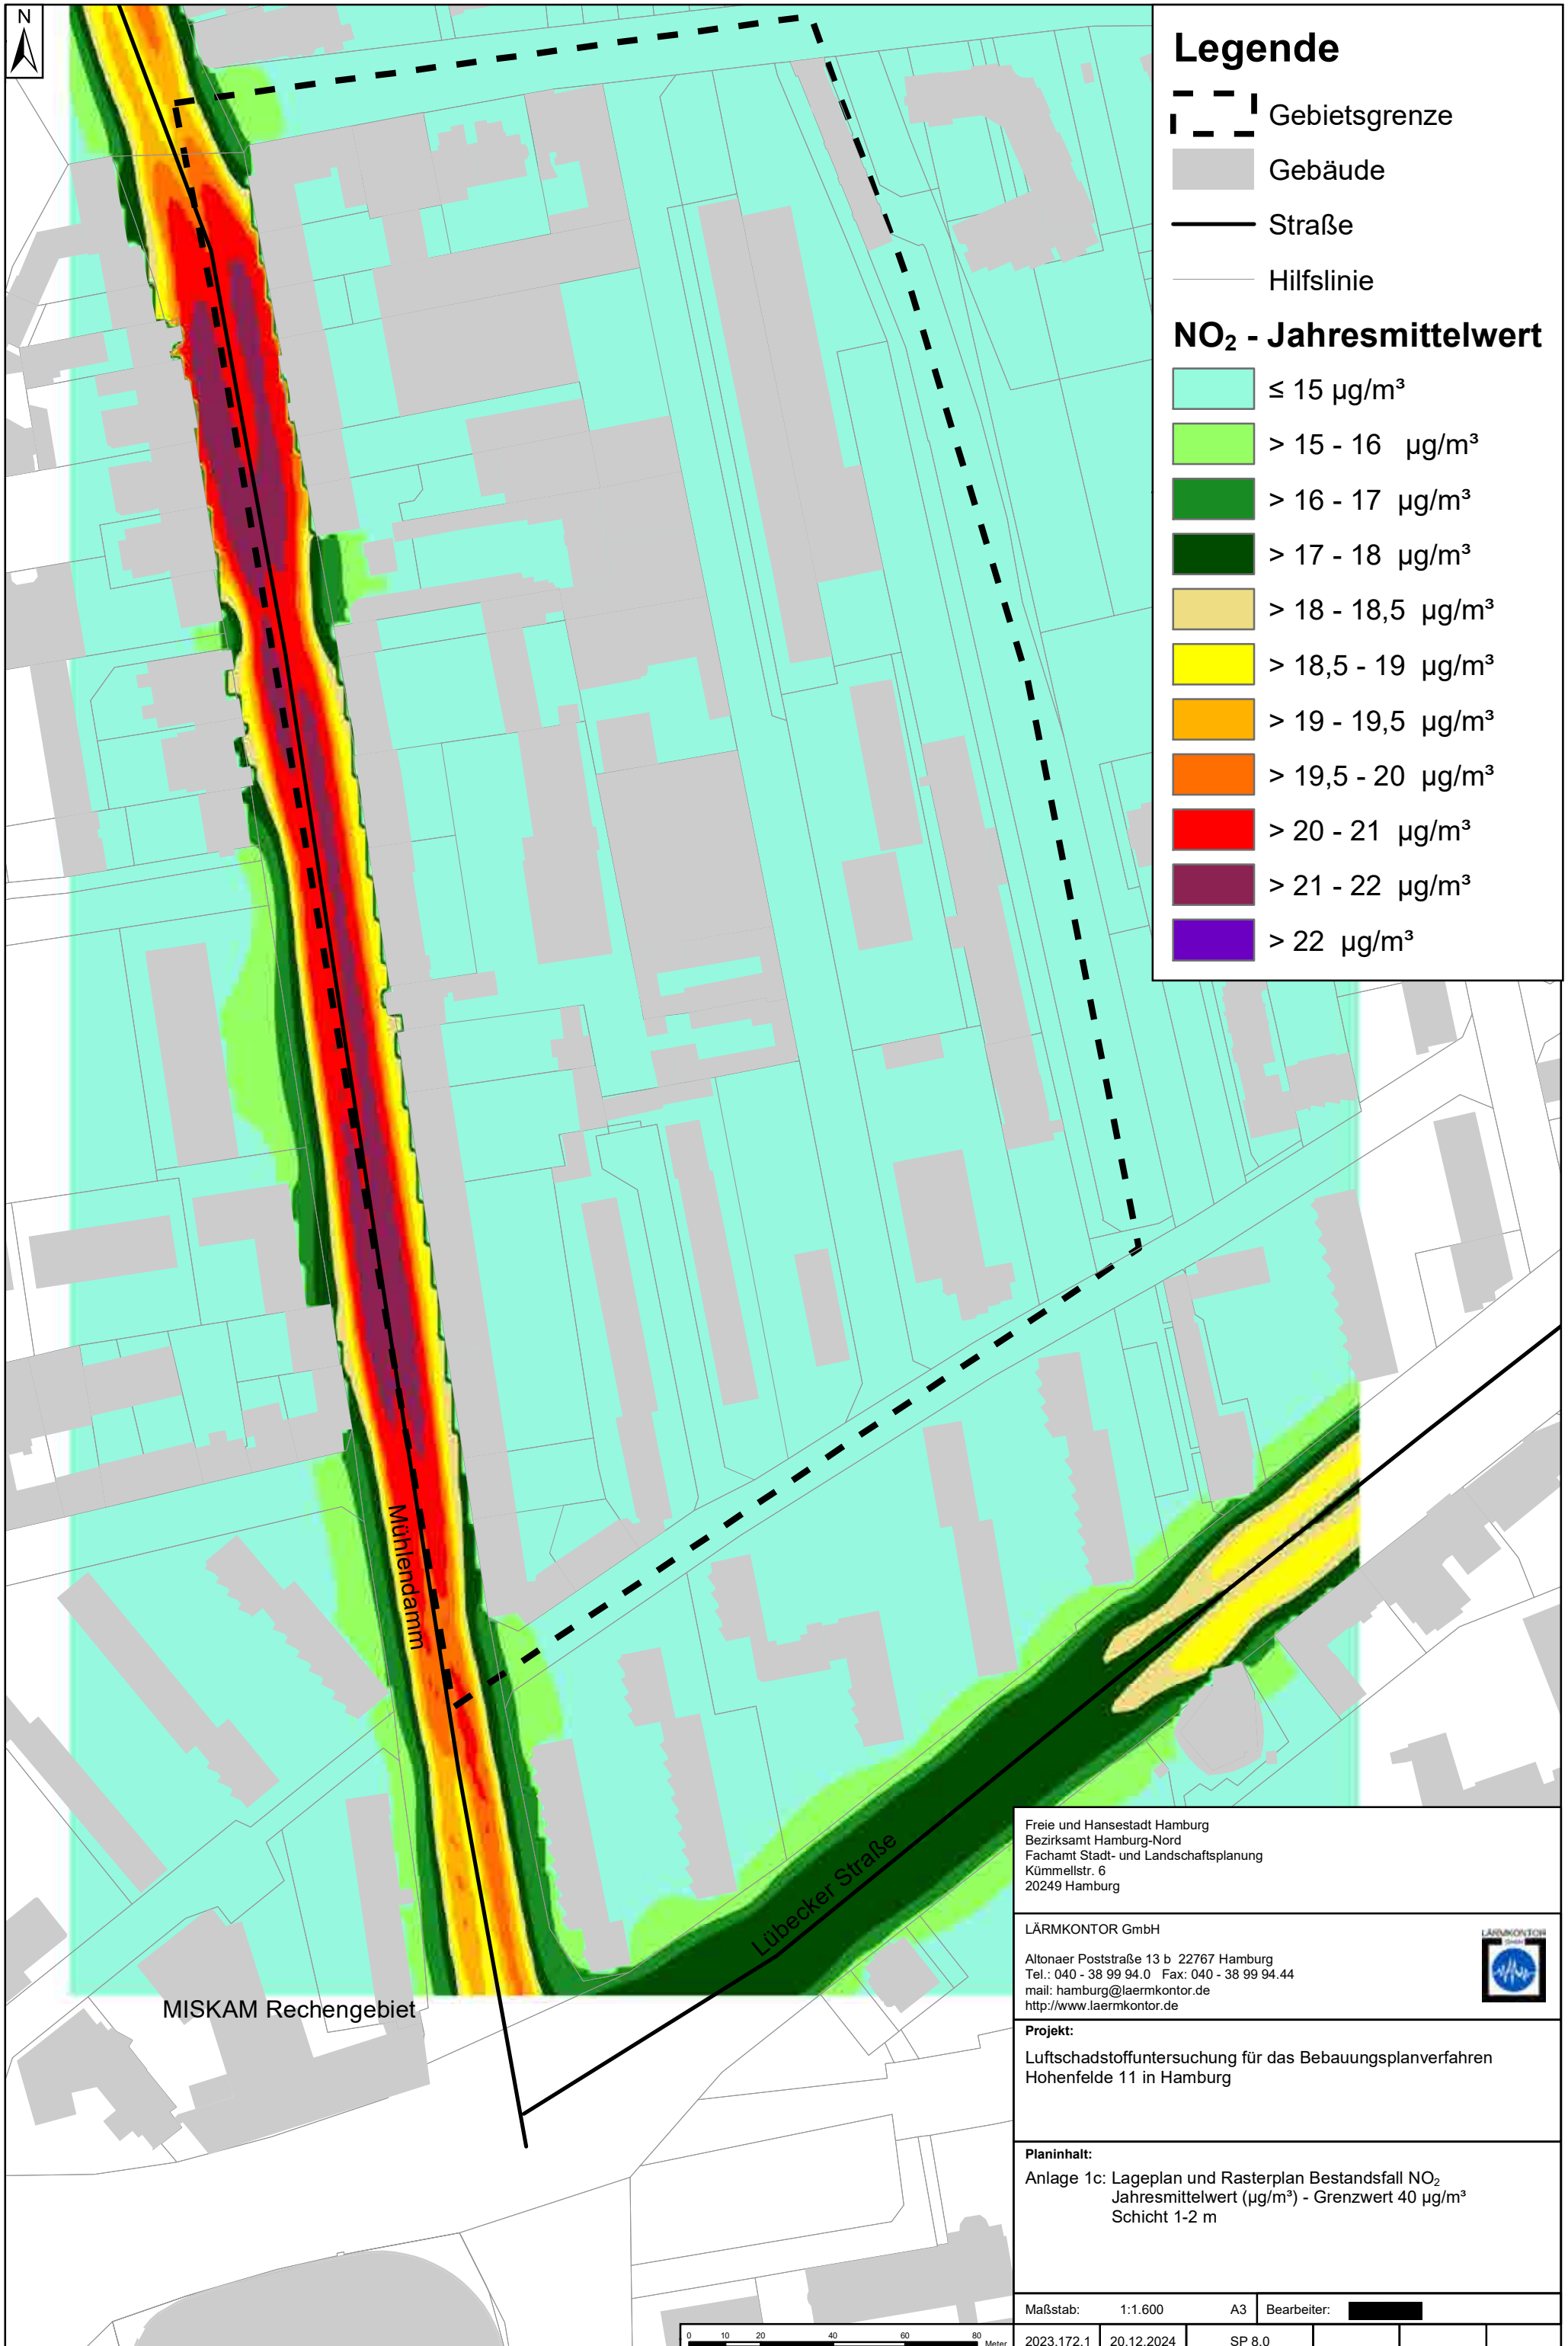 N
Legende
Gebietsgrenze
Gebäude
Straße
Hilfslinie
NO₂ - Jahresmittelwert
≤ 15 µg/m³
> 15 - 16 µg/m³
> 16 - 17 µg/m³
> 17 - 18 µg/m³
> 18 - 18,5 µg/m³
> 18,5 - 19 µg/m³
> 19 - 19,5 µg/m³
> 19,5 - 20 µg/m³
> 20 - 21 µg/m³
> 21 - 22 µg/m³
> 22 µg/m³
Mühlendamm
Lübecker Straße
MISKAM Rechengebiet
Freie und Hansestadt Hamburg
Bezirksamt Hamburg-Nord
Fachamt Stadt- und Landschaftsplanung
Kümmellstr. 6
20249 Hamburg
LÄRMKONTOR GmbH
Altonaer Poststraße 13 b 22767 Hamburg
Tel.: 040 - 38 99 94.0 Fax: 040 - 38 99 94.44
mail: hamburg@laermkontor.de
http://www.laermkontor.de
LÄRMKONTOR
GmbH
Projekt:
Luftschadstoffuntersuchung für das Bebauungsplanverfahren
Hohenfelde 11 in Hamburg
Planinhalt:
Anlage 1c: Lageplan und Rasterplan Bestandsfall NO₂
Jahresmittelwert (µg/m³) - Grenzwert 40 µg/m³
Schicht 1-2 m
Maßstab: 1:1.600 A3 Bearbeiter:
0 10 20 40 60 80
Meter
2023.172.1 20.12.2024 SP 8.0